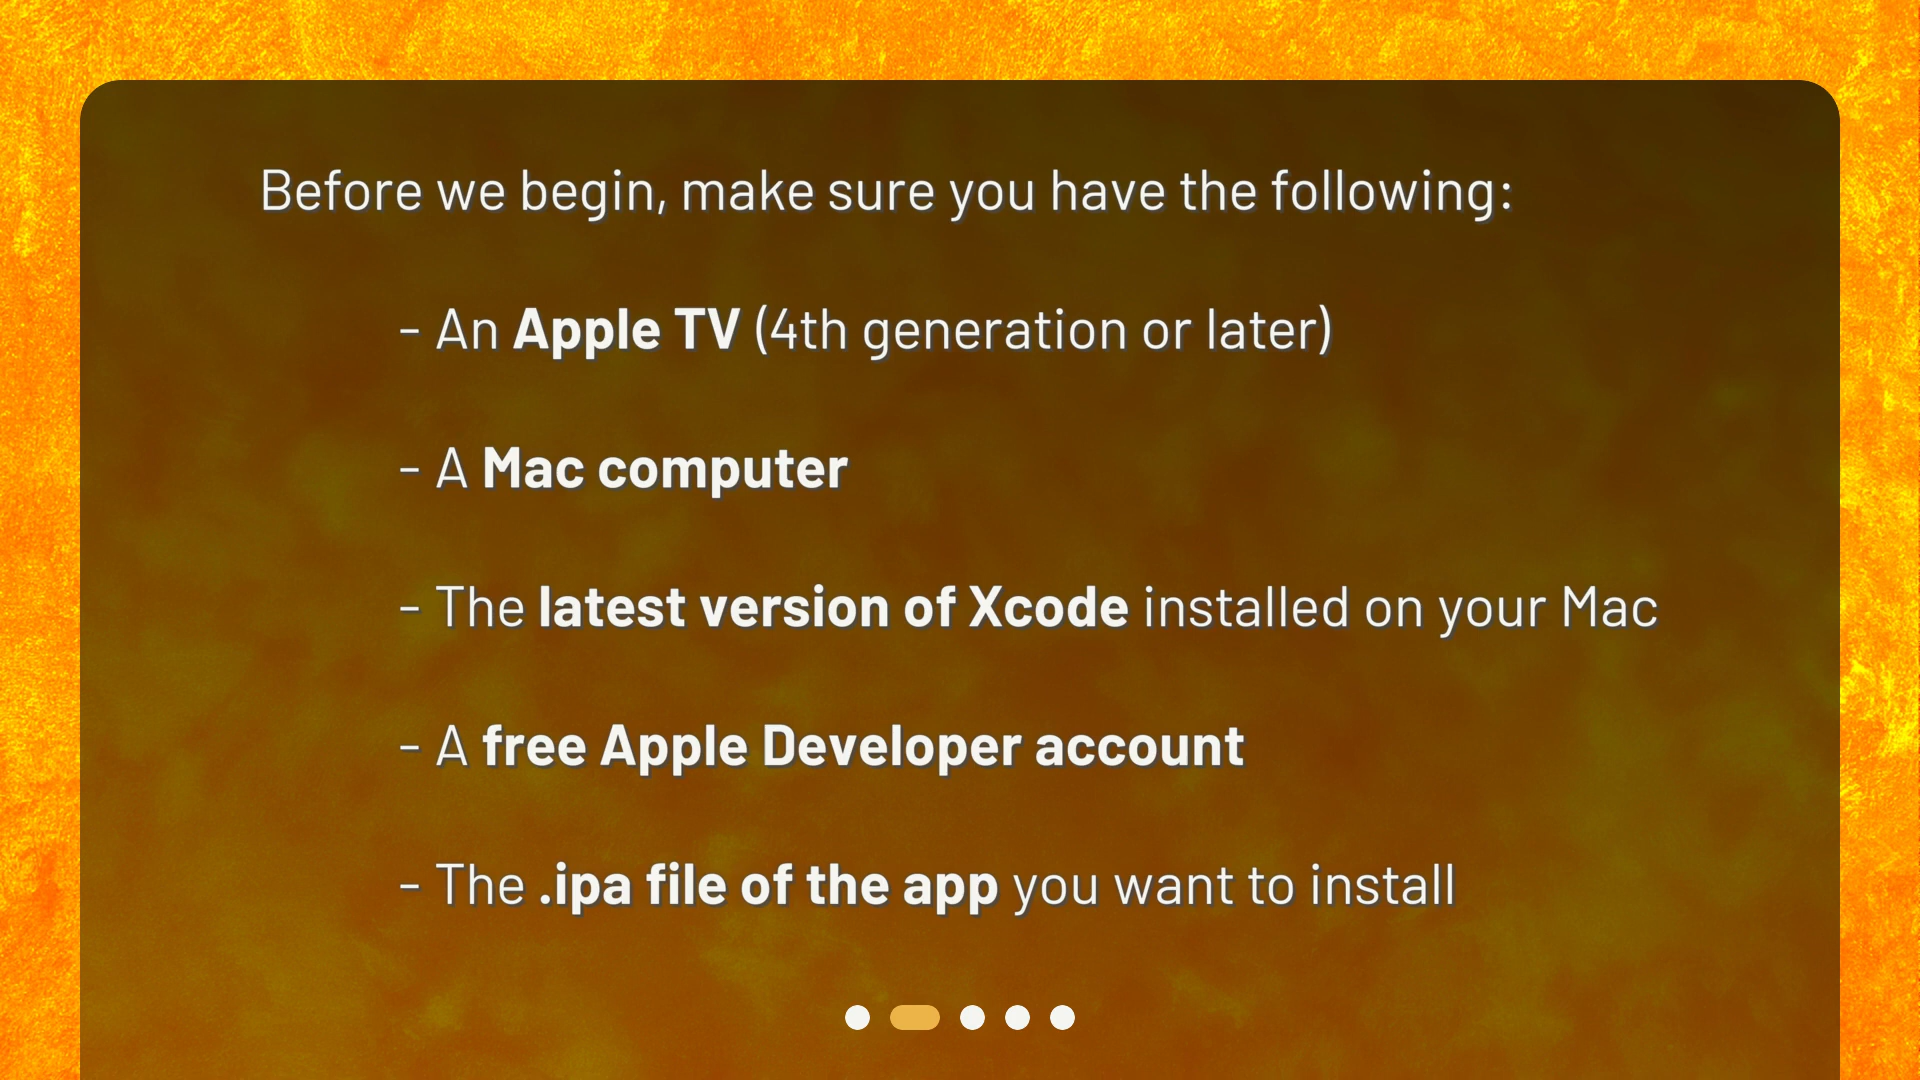 Before we begin, make sure you have the following:
- An Apple TV (4th generation or later)
- A Mac computer
- The latest version of Xcode installed on your Mac
- A free Apple Developer account
- The .ipa file of the app you want to install